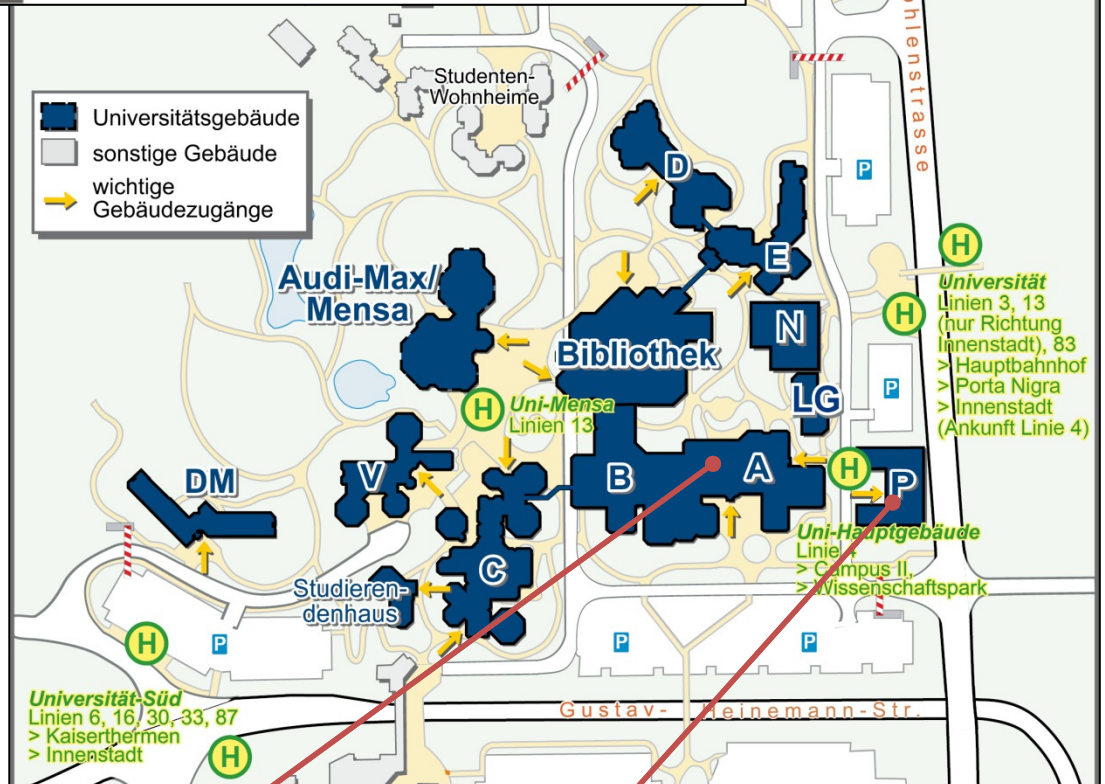 ohlenstrasse
Studenten-
Wohnheime
Universitätsgebäude
sonstige Gebäude
wichtige
Gebäudezugänge
D
P
E
H
Audi-Max/
Mensa
Universität
Linien 3, 13
(nur Richtung
Innenstadt), 83
> Hauptbahnhof
> Porta Nigra
> Innenstadt
(Ankunft Linie 4)
H
N
Bibliothek
P
LG
H
Uni-Mensa
Linien 13
V
DM
B
A
H
P
Uni-Hauptgebäude
Linie 4
> Campus II,
> Wissenschaftspark
C
Studieren-
denhaus
H
P
P
P
Universität-Süd
Linien 6, 16, 30, 33, 87
> Kaiserthermen
> Innenstadt
H
Gustav-Heinemann-Str.